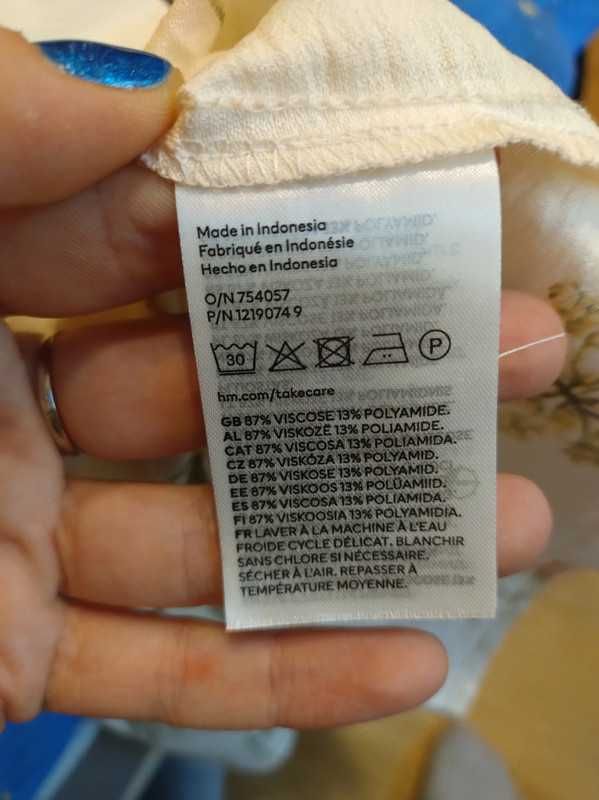 Made in Indonesia
Fabriqué en Indonésie
Hecho en Indonesia
O/N 754057
P/N 1219074 9
30
P
hm.com/takecare
GB 87% VISCOSE 13% POLYAMIDE.
AL 87% VISKOZË 13% POLIAMIDE.
CAT 87% VISCOSA 13% POLIAMIDA.
CZ 87% VISKÓZA 13% POLYAMID.
DE 87% VISKOSE 13% POLYAMID.
EE 87% VISKOOS 13% POLÜAMIID.
ES 87% VISCOSA 13% POLIAMIDA.
FI 87% VISKOOSIA 13% POLYAMIDIA.
FR LAVER À LA MACHINE À L'EAU
FROIDE CYCLE DÉLICAT. BLANCHIR
SANS CHLORE SI NÉCESSAIRE.
SÉCHER À L'AIR. REPASSER À
TEMPÉRATURE MOYENNE.